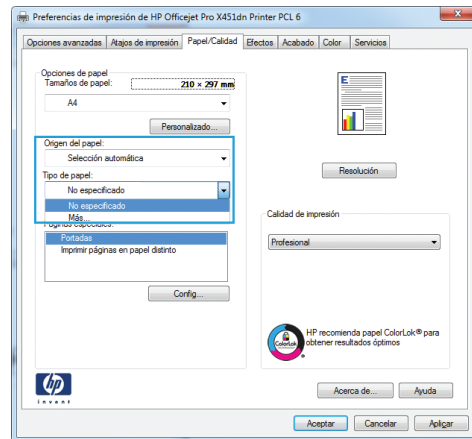 Preferencias de impresión de HP Officejet Pro X451dn Printer PCL 6
Opciones avanzadas Atajos de impresión Papel/Calidad Efectos Acabado Color Servicios
Opciones de papel
Tamaños de papel: 210 × 297 mm
A4
Personalizado...
Origen del papel:
Selección automática
Tipo de papel:
No especificado
No especificado
Más...
Páginas especiales:
Portadas
Imprimir páginas en papel distinto
Config...
E
Resolución
Calidad de impresión
Profesional
ColorLok
HP recomienda papel ColorLok® para
obtener resultados óptimos
hp
invent
Acerca de... Ayuda
Aceptar Cancelar Aplicar